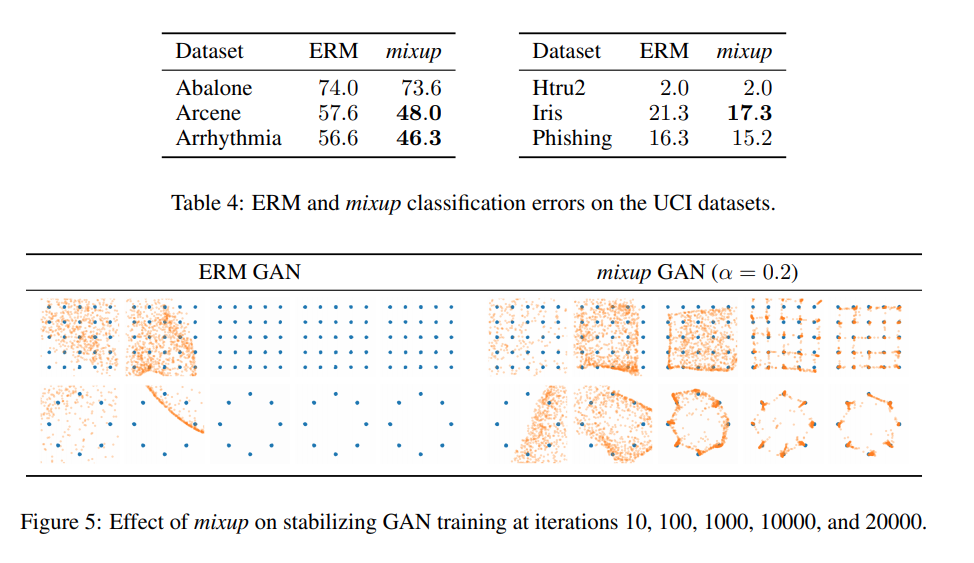 Dataset ERM mixup
Abalone 74.0 73.6
Arcene 57.6 48.0
Arrhythmia 56.6 46.3
Dataset ERM mixup
Htru2 2.0 2.0
Iris 21.3 17.3
Phishing 16.3 15.2
Table 4: ERM and mixup classification errors on the UCI datasets.
ERM GAN mixup GAN (α = 0.2)
Figure 5: Effect of mixup on stabilizing GAN training at iterations 10, 100, 1000, 10000, and 20000.